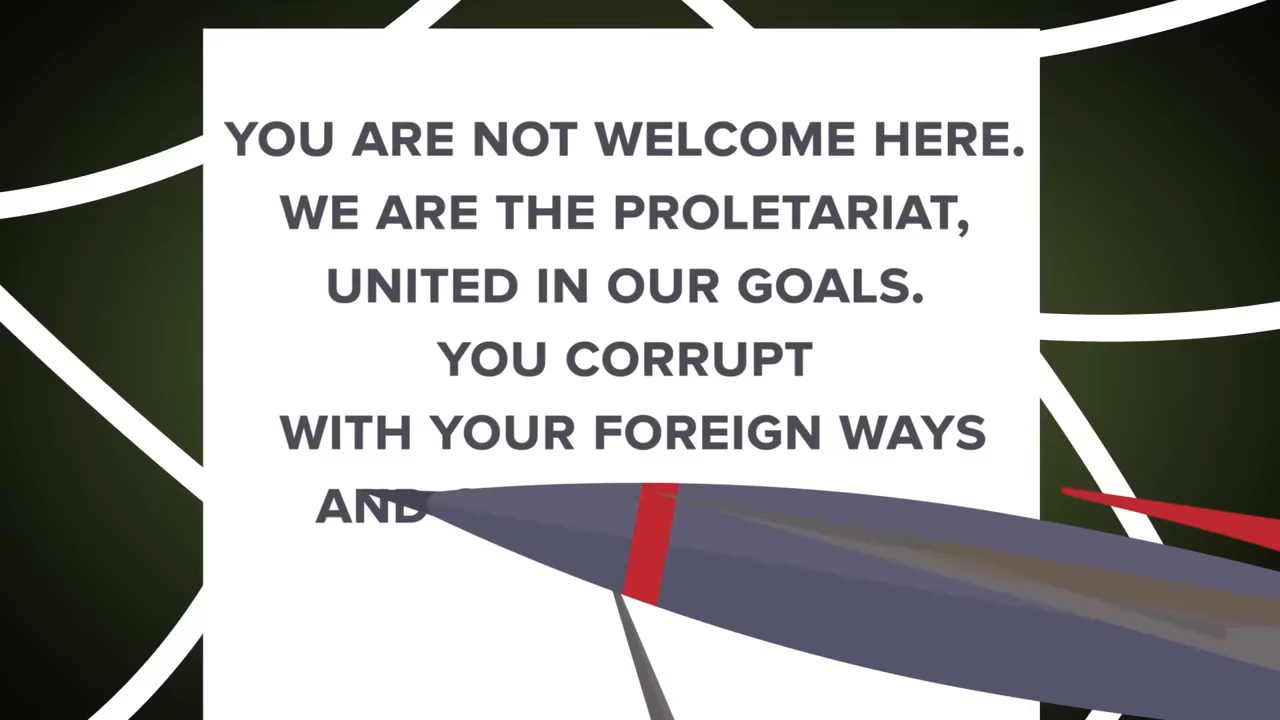 YOU ARE NOT WELCOME HERE.
WE ARE THE PROLETARIAT,
UNITED IN OUR GOALS.
YOU CORRUPT
WITH YOUR FOREIGN WAYS
AND